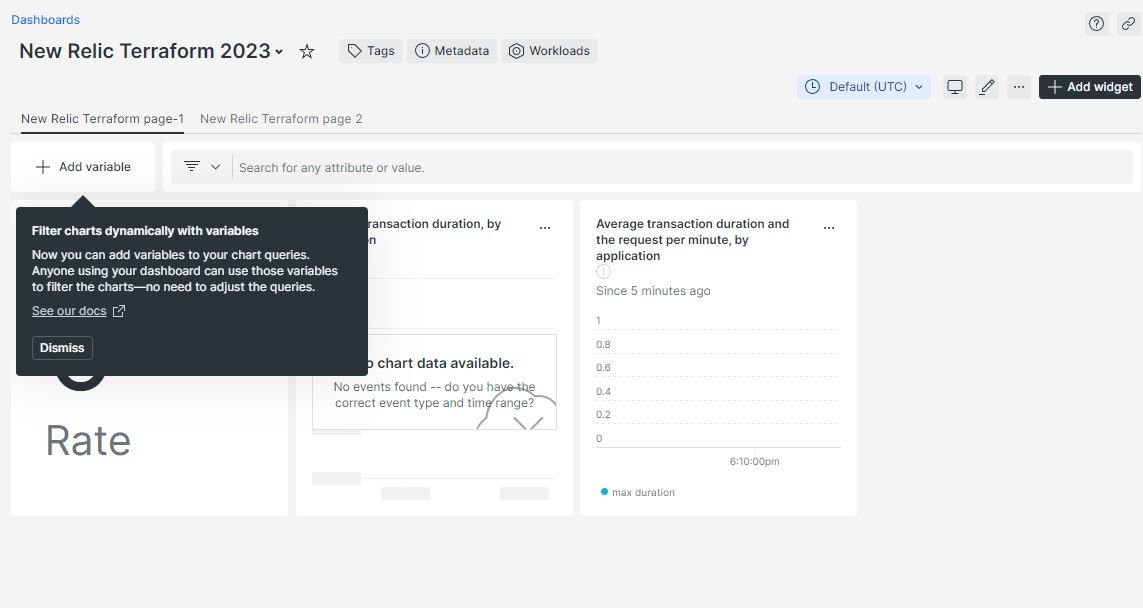 Dashboards
New Relic Terraform 2023
Tags
Metadata
Workloads
Default (UTC)
Add widget
New Relic Terraform page-1
New Relic Terraform page 2
Add variable
Search for any attribute or value.
Filter charts dynamically with variables
Now you can add variables to your chart queries.
Anyone using your dashboard can use those variables
to filter the charts—no need to adjust the queries.
See our docs
Dismiss
Rate
ransaction duration, by
on
o chart data available.
No events found -- do you have the
correct event type and time range?
Average transaction duration and
the request per minute, by
application
Since 5 minutes ago
1
0.8
0.6
0.4
0.2
0
6:10:00pm
max duration